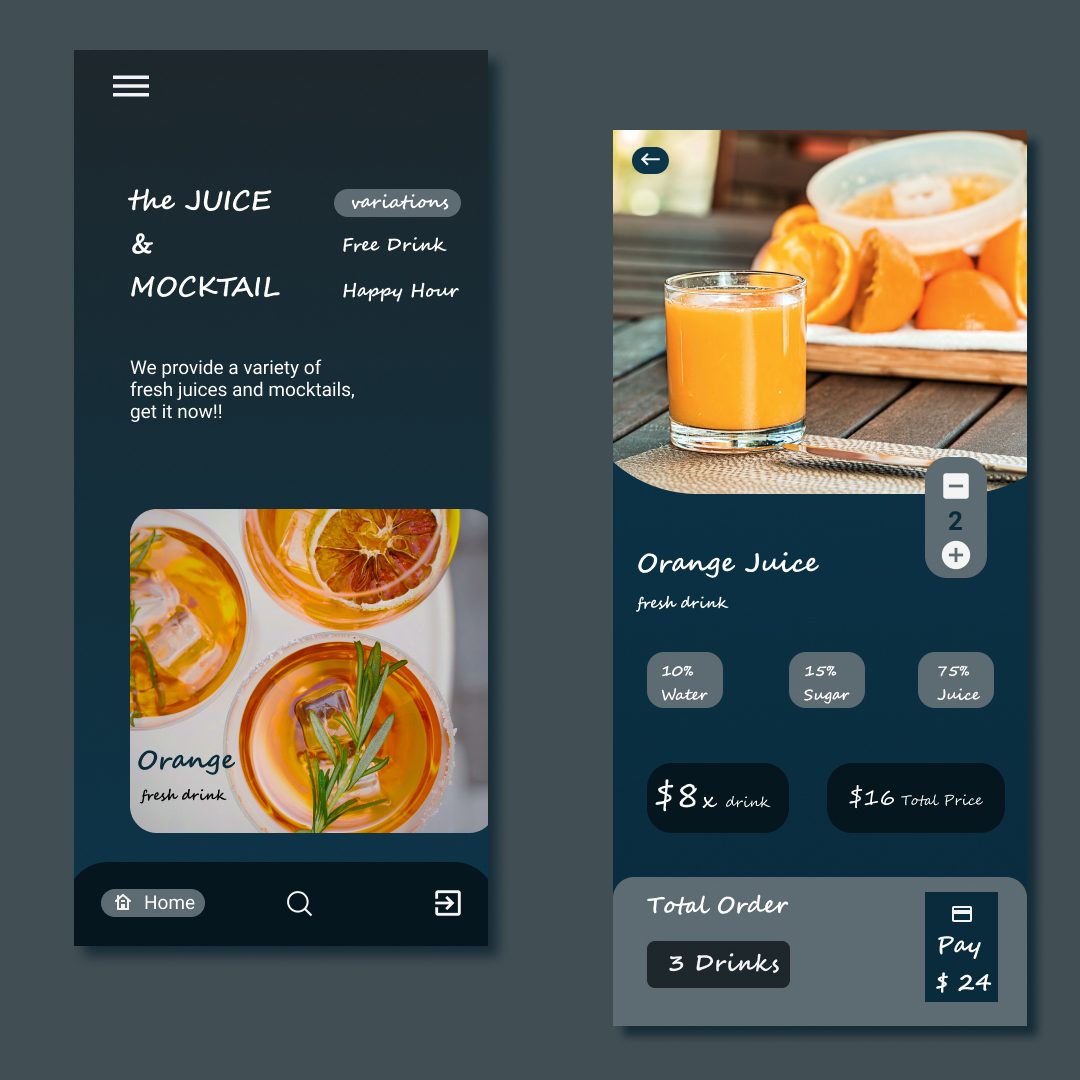 the JUICE
&
MOCKTAIL
variations
Free Drink
Happy Hour
We provide a variety of
fresh juices and mocktails,
get it now!!
Orange
fresh drink
Home
2
Orange Juice
fresh drink
10%
Water
15%
Sugar
75%
Juice
$8x drink
$16 Total Price
Total Order
3 Drinks
Pay
$ 24